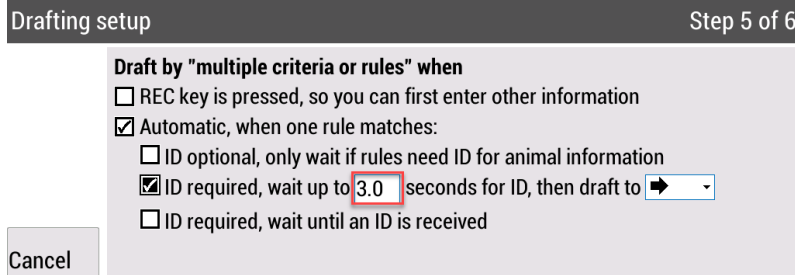 Drafting setup Step 5 of 6
Draft by "multiple criteria or rules" when
REC key is pressed, so you can first enter other information
Automatic, when one rule matches:
ID optional, only wait if rules need ID for animal information
ID required, wait up to 3.0 seconds for ID, then draft to
ID required, wait until an ID is received
Cancel